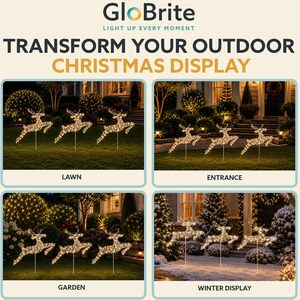 GloBrite
LIGHT UP EVERY MOMENT
TRANSFORM YOUR OUTDOOR
CHRISTMAS DISPLAY
LAWN
ENTRANCE
GARDEN
WINTER DISPLAY